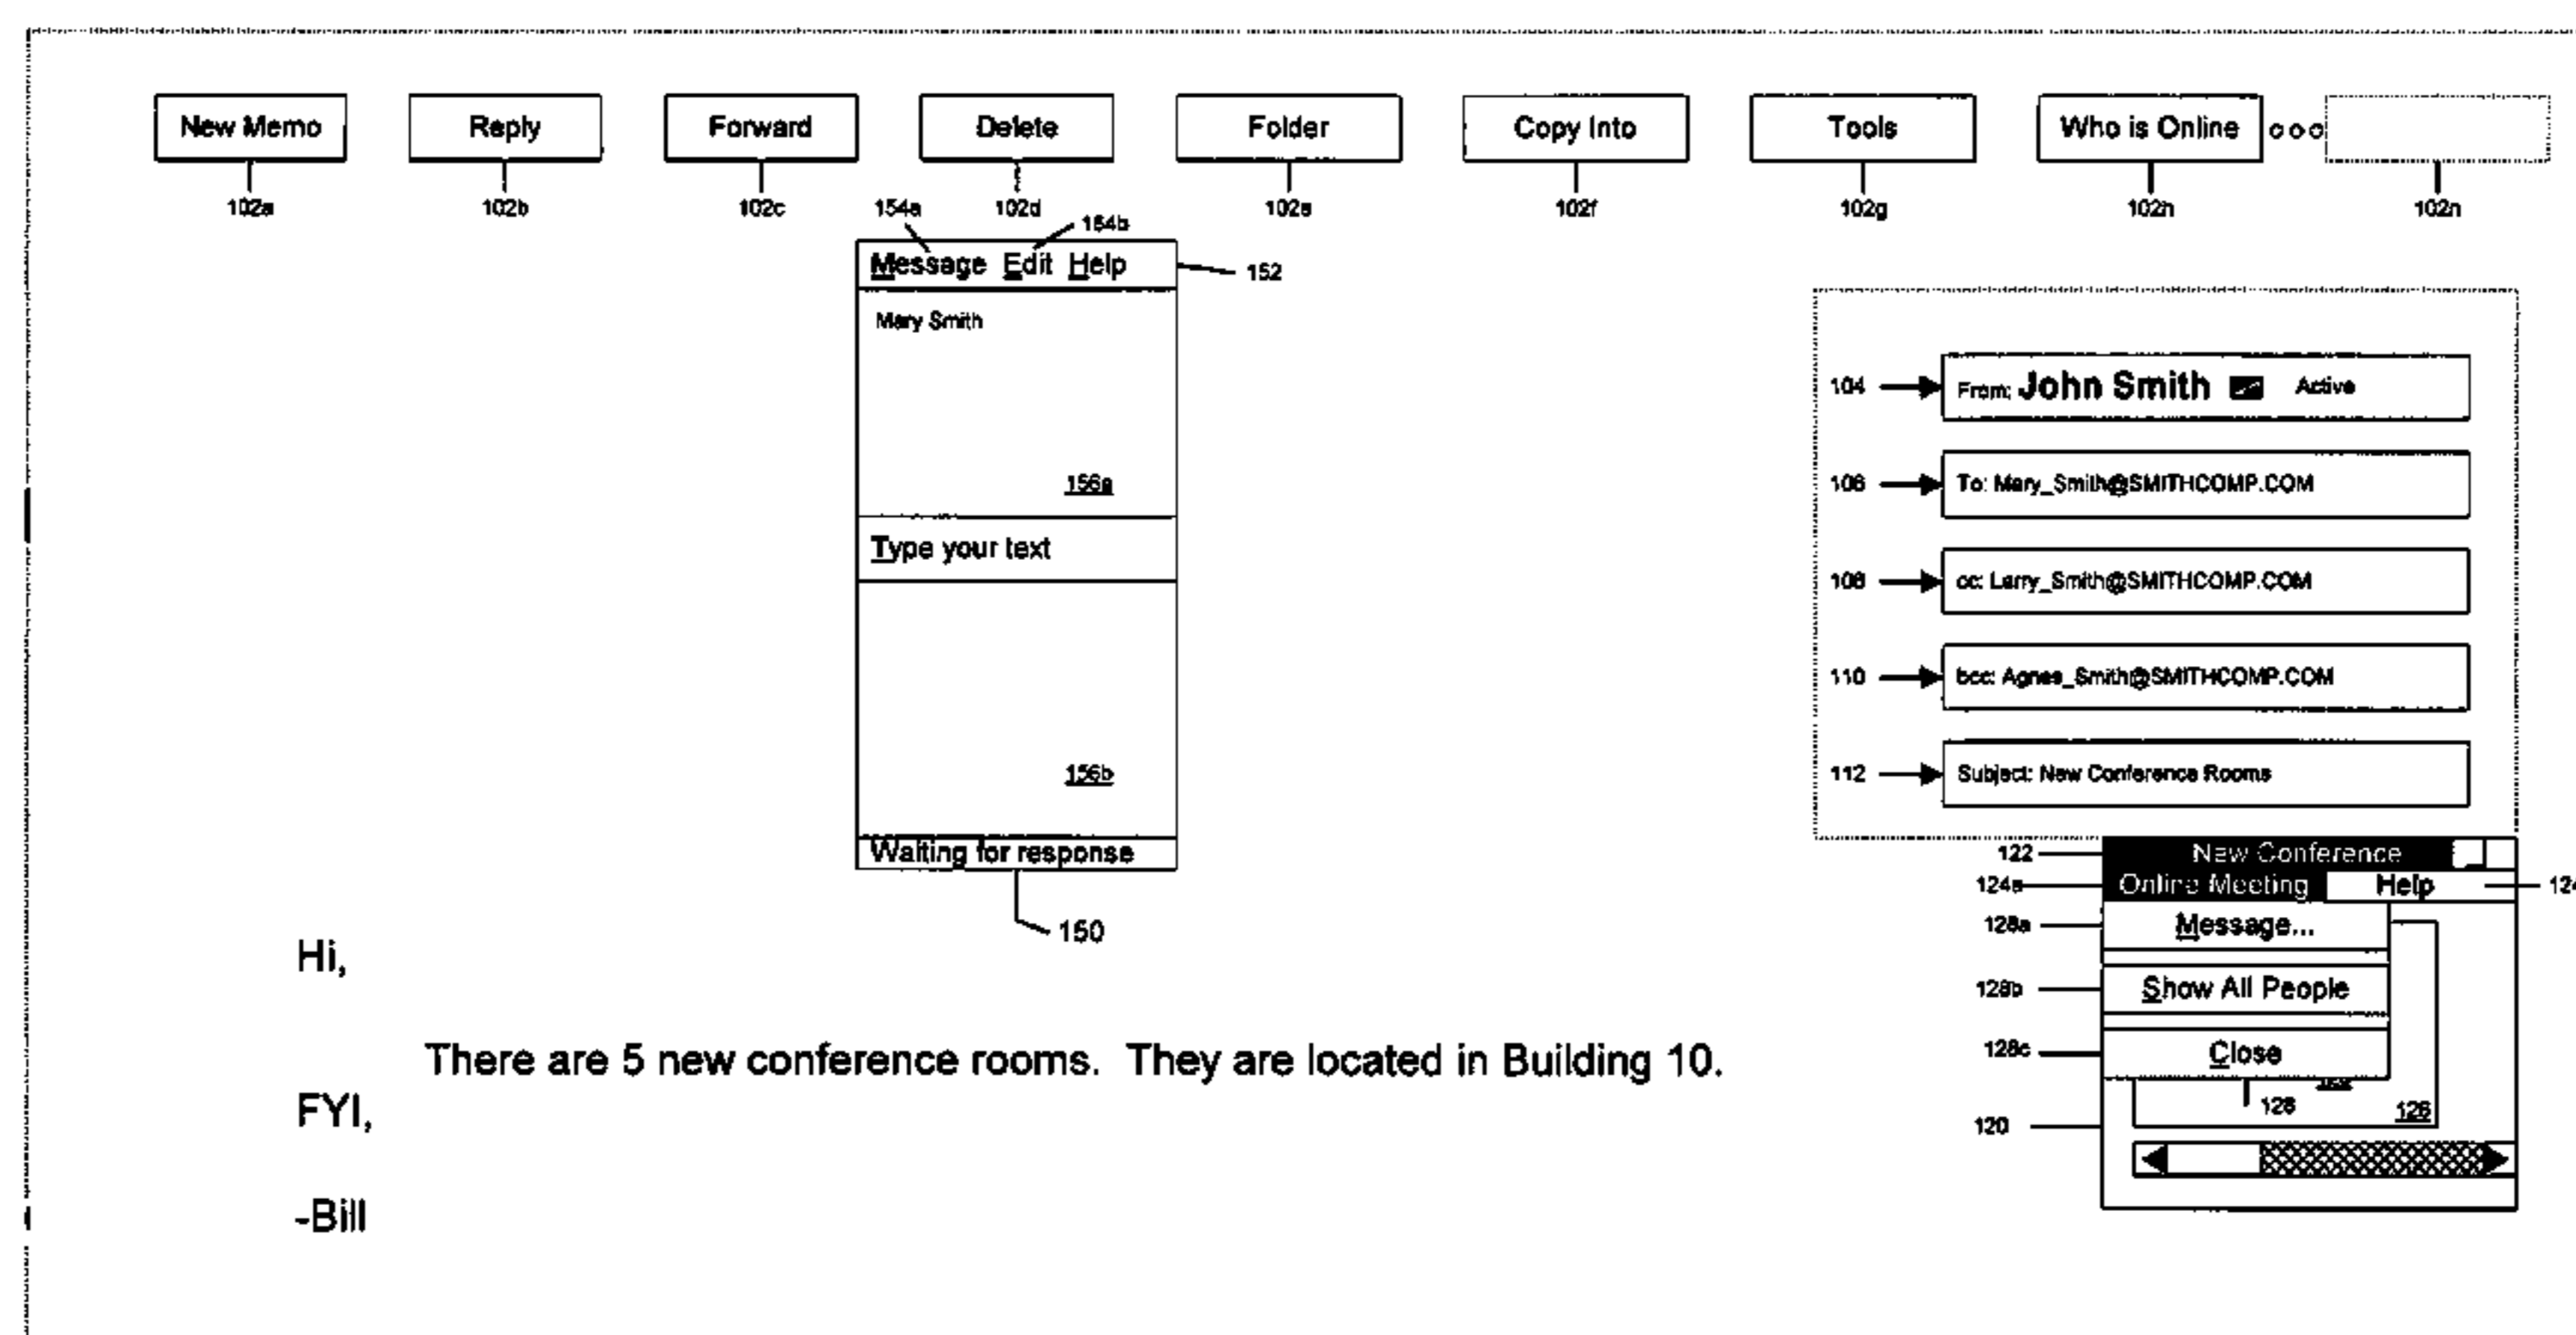 New Memo Reply Forward Delete Folder Copy Into Tools Who is Online ooo
102a 102b 102c 102d 102e 102f 102g 102h 102n
154a 154b
Message Edit Help 152
Mary Smith
156a
Type your text
156b
Waiting for response
150
104 From: John Smith Active
106 To: Mary_Smith@SMITHCOMP.COM
108 cc: Larry_Smith@SMITHCOMP.COM
110 bcc: Agnes_Smith@SMITHCOMP.COM
112 Subject: New Conference Rooms
122 New Conference
124a Online Meeting Help 124
128a Message...
128b Show All People
128c Close
128 126
120
Hi,
There are 5 new conference rooms. They are located in Building 10.
FYI,
-Bill